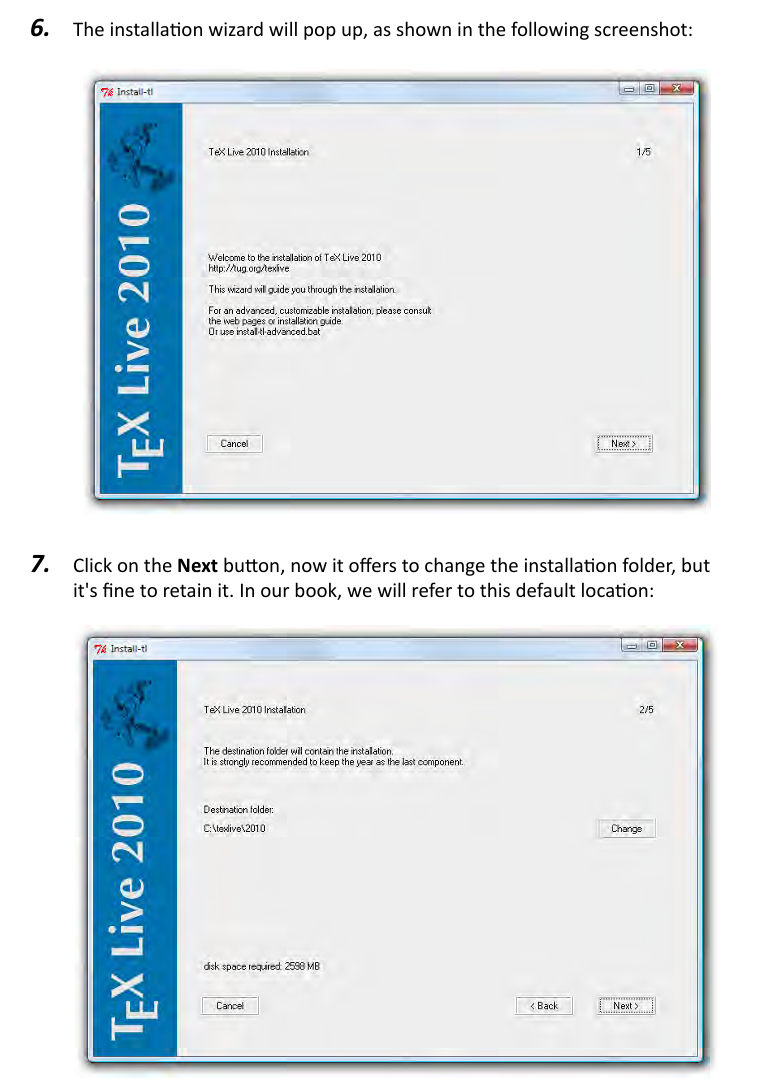 6. The installation wizard will pop up, as shown in the following screenshot:
Install-tl
TeX Live 2010
TeX Live 2010 Installation 1/5
Welcome to the installation of TeX Live 2010
http://tug.org/texlive
This wizard will guide you through the installation.
For an advanced, customizable installation, please consult
the web pages or installation guide.
Or use install-tl-advanced.bat
Cancel Next >
7. Click on the Next button, now it offers to change the installation folder, but
it's fine to retain it. In our book, we will refer to this default location:
Install-tl
TeX Live 2010
TeX Live 2010 Installation 2/5
The destination folder will contain the installation.
It is strongly recommended to keep the year as the last component.
Destination folder:
C:\texlive\2010 Change
disk space required: 2598 MB
Cancel < Back Next >